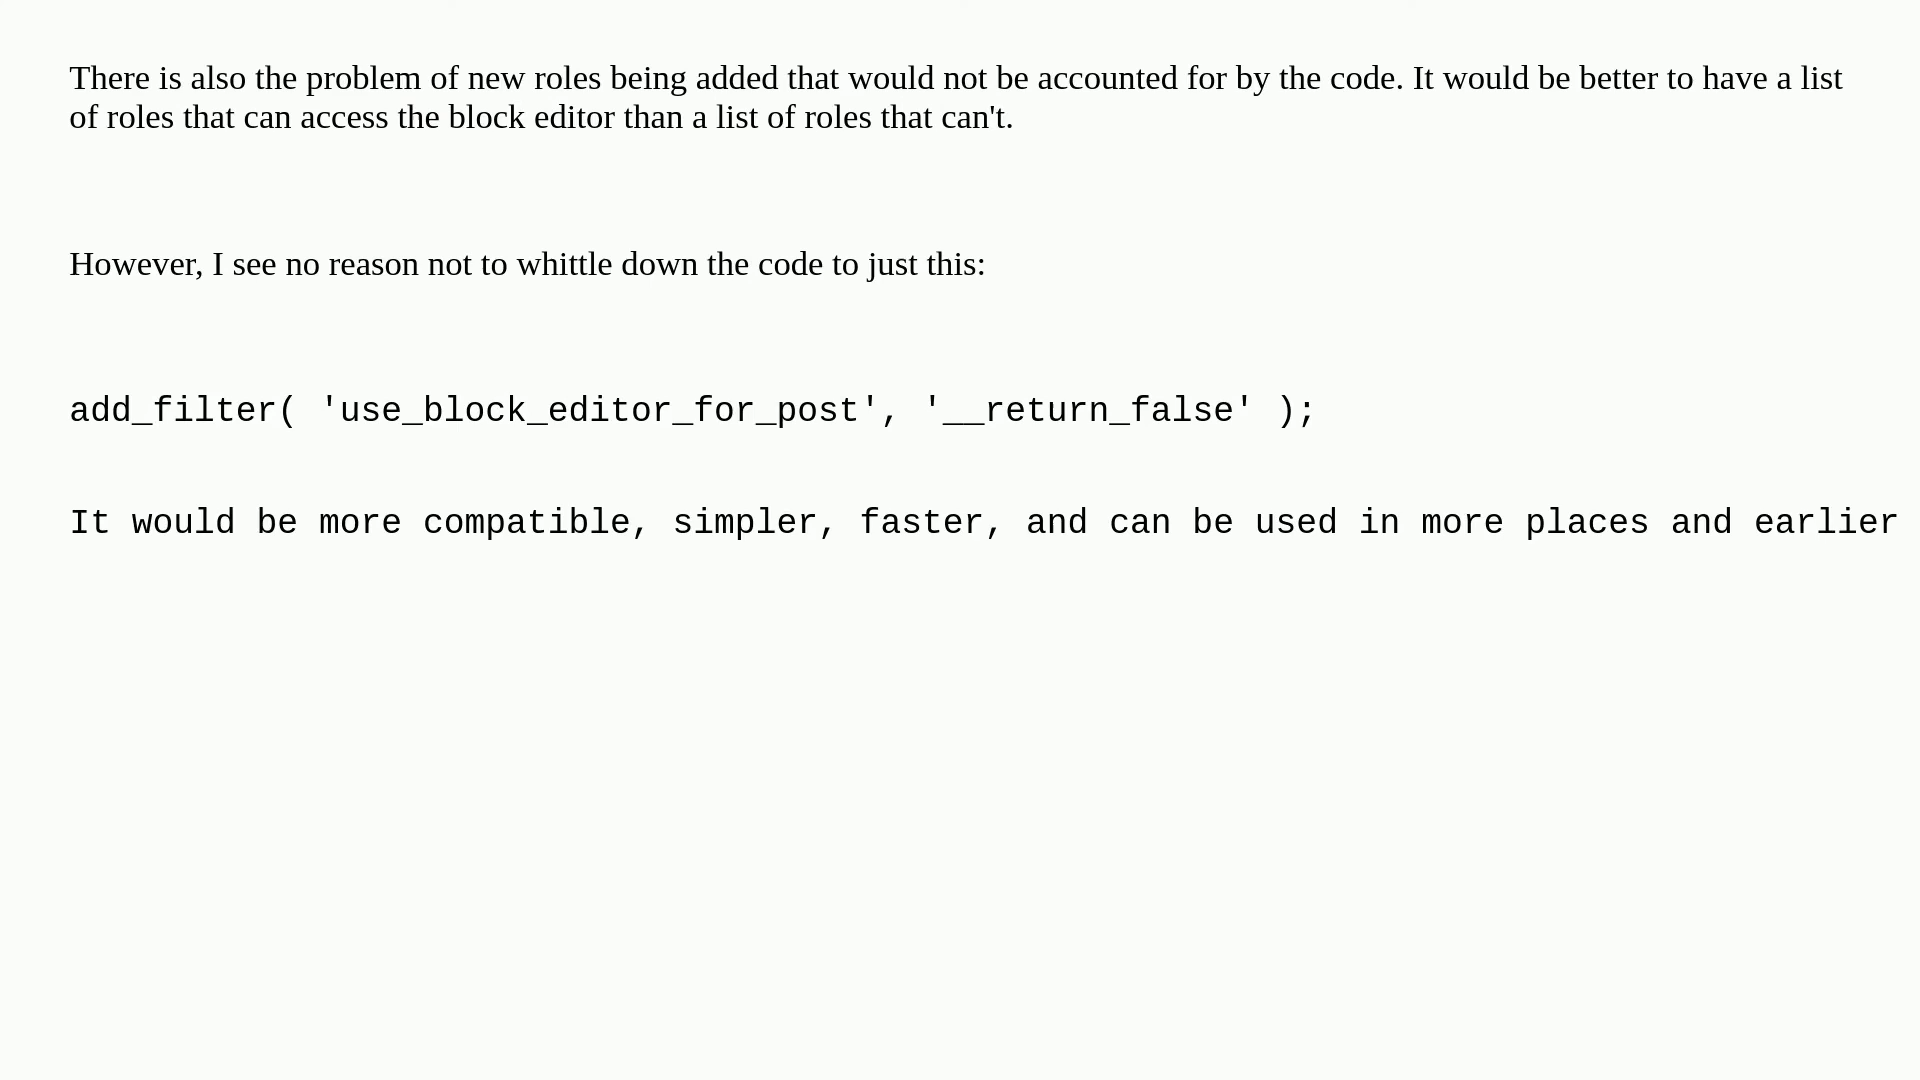 There is also the problem of new roles being added that would not be accounted for by the code. It would be better to have a list
of roles that can access the block editor than a list of roles that can't.
However, I see no reason not to whittle down the code to just this:
add_filter( 'use_block_editor_for_post', '__return_false' );
It would be more compatible, simpler, faster, and can be used in more places and earlier